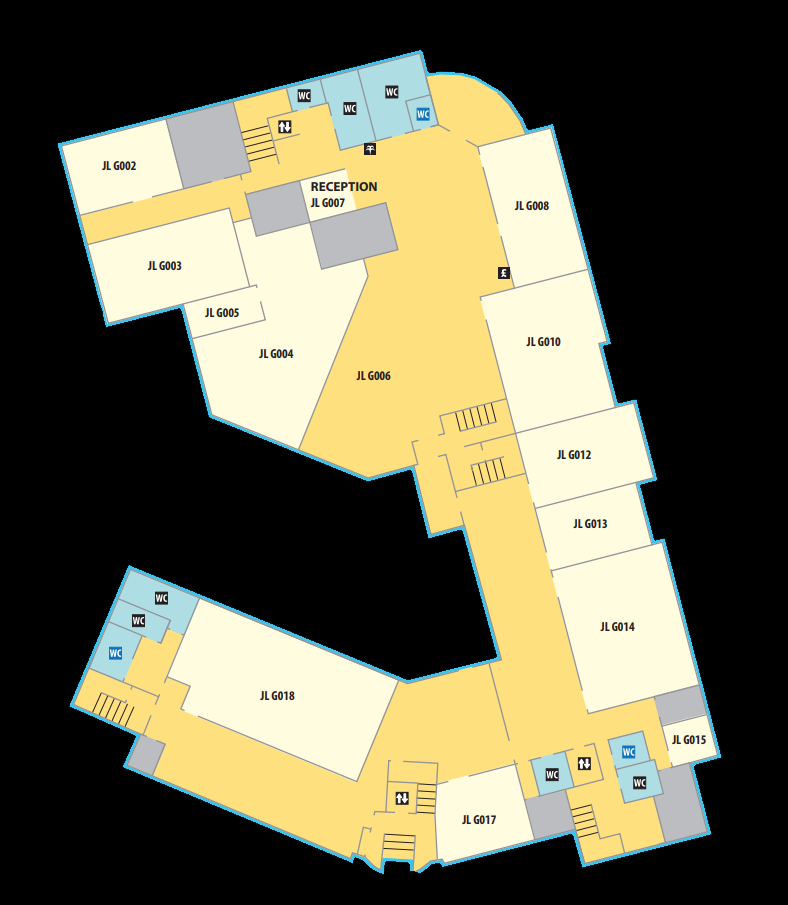 WC
WC
WC
WC
JL G002
RECEPTION
JL G007
JL G008
JL G003
£
JL G005
JL G010
JL G004
JL G006
JL G012
JL G013
WC
WC
JL G014
WC
JL G018
JL G015
WC
WC
WC
JL G017